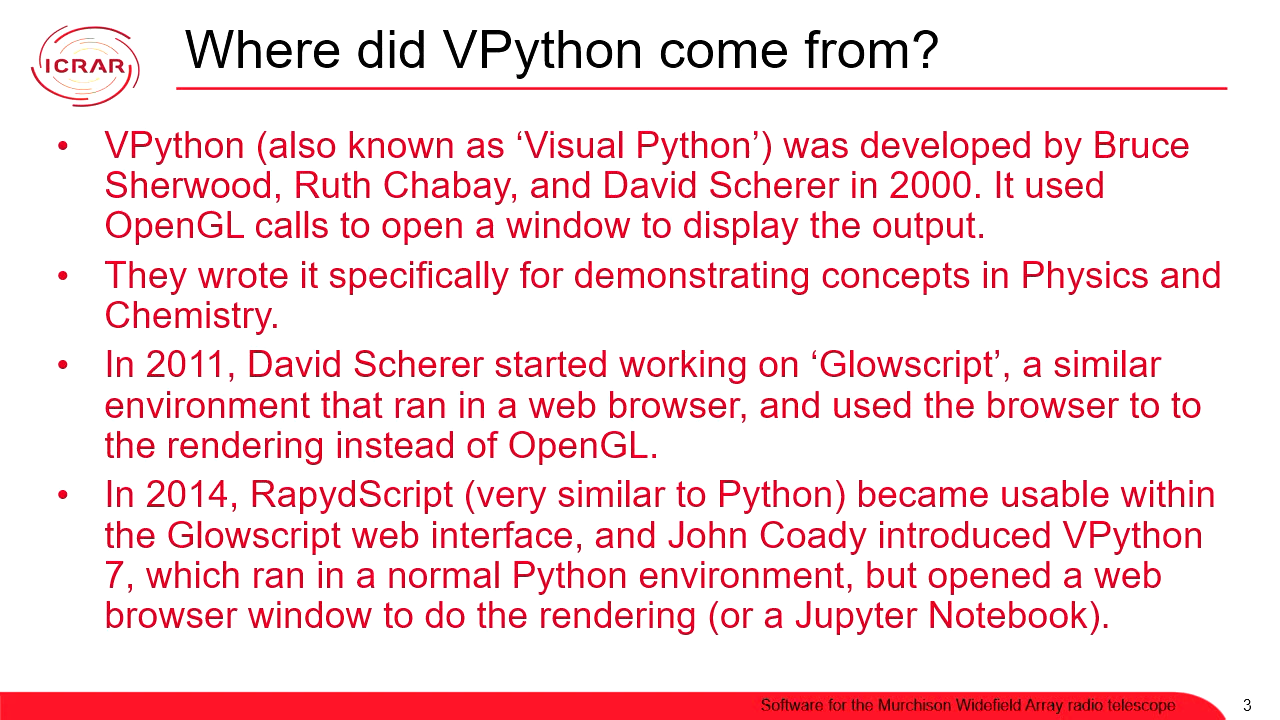 ICRAR
Where did VPython come from?
• VPython (also known as ‘Visual Python’) was developed by Bruce
Sherwood, Ruth Chabay, and David Scherer in 2000. It used
OpenGL calls to open a window to display the output.
• They wrote it specifically for demonstrating concepts in Physics and
Chemistry.
• In 2011, David Scherer started working on ‘Glowscript’, a similar
environment that ran in a web browser, and used the browser to to
the rendering instead of OpenGL.
• In 2014, RapydScript (very similar to Python) became usable within
the Glowscript web interface, and John Coady introduced VPython
7, which ran in a normal Python environment, but opened a web
browser window to do the rendering (or a Jupyter Notebook).
Software for the Murchison Widefield Array radio telescope
3